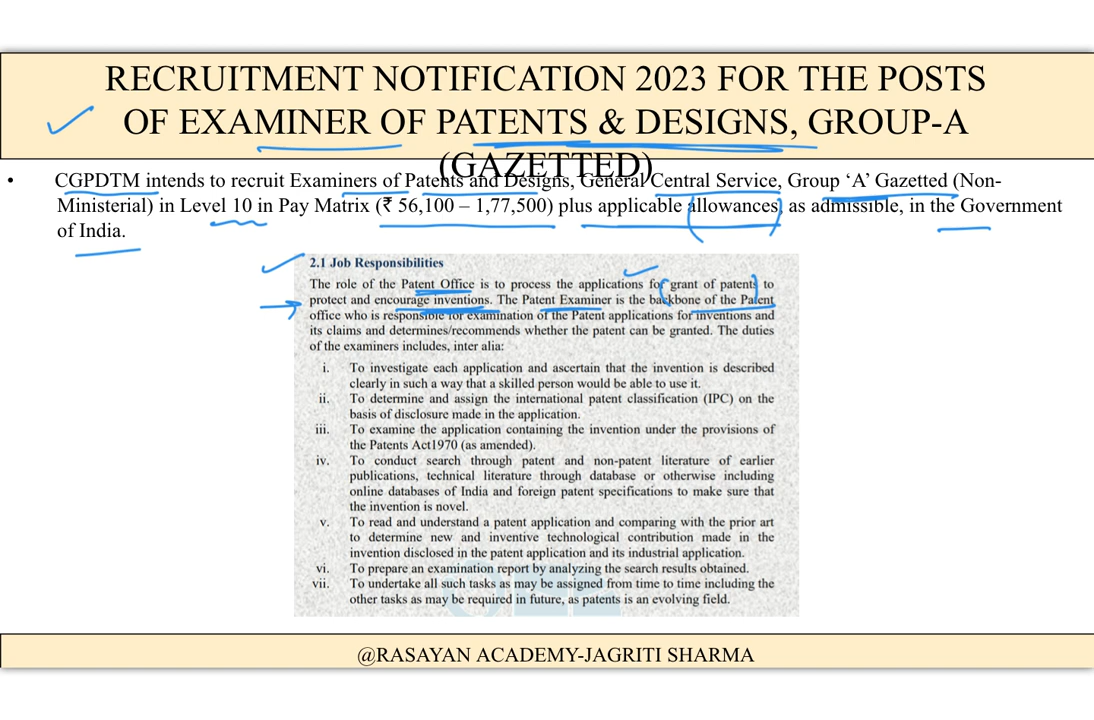 RECRUITMENT NOTIFICATION 2023 FOR THE POSTS
OF EXAMINER OF PATENTS & DESIGNS, GROUP-A
(GAZETTED)
• CGPDTM intends to recruit Examiners of Patents and Designs, General Central Service, Group ‘A’ Gazetted (Non-
Ministerial) in Level 10 in Pay Matrix (₹ 56,100 – 1,77,500) plus applicable allowances, as admissible, in the Government
of India.
2.1 Job Responsibilities
The role of the Patent Office is to process the applications for grant of patents to
protect and encourage inventions. The Patent Examiner is the backbone of the Patent
office who is responsible for examination of the Patent applications for inventions and
its claims and determines/recommends whether the patent can be granted. The duties
of the examiners includes, inter alia:
i. To investigate each application and ascertain that the invention is described
clearly in such a way that a skilled person would be able to use it.
ii. To determine and assign the international patent classification (IPC) on the
basis of disclosure made in the application.
iii. To examine the application containing the invention under the provisions of
the Patents Act1970 (as amended).
iv. To conduct search through patent and non-patent literature of earlier
publications, technical literature through database or otherwise including
online databases of India and foreign patent specifications to make sure that
the invention is novel.
v. To read and understand a patent application and comparing with the prior art
to determine new and inventive technological contribution made in the
invention disclosed in the patent application and its industrial application.
vi. To prepare an examination report by analyzing the search results obtained.
vii. To undertake all such tasks as may be assigned from time to time including the
other tasks as may be required in future, as patents is an evolving field.
@RASAYAN ACADEMY-JAGRITI SHARMA